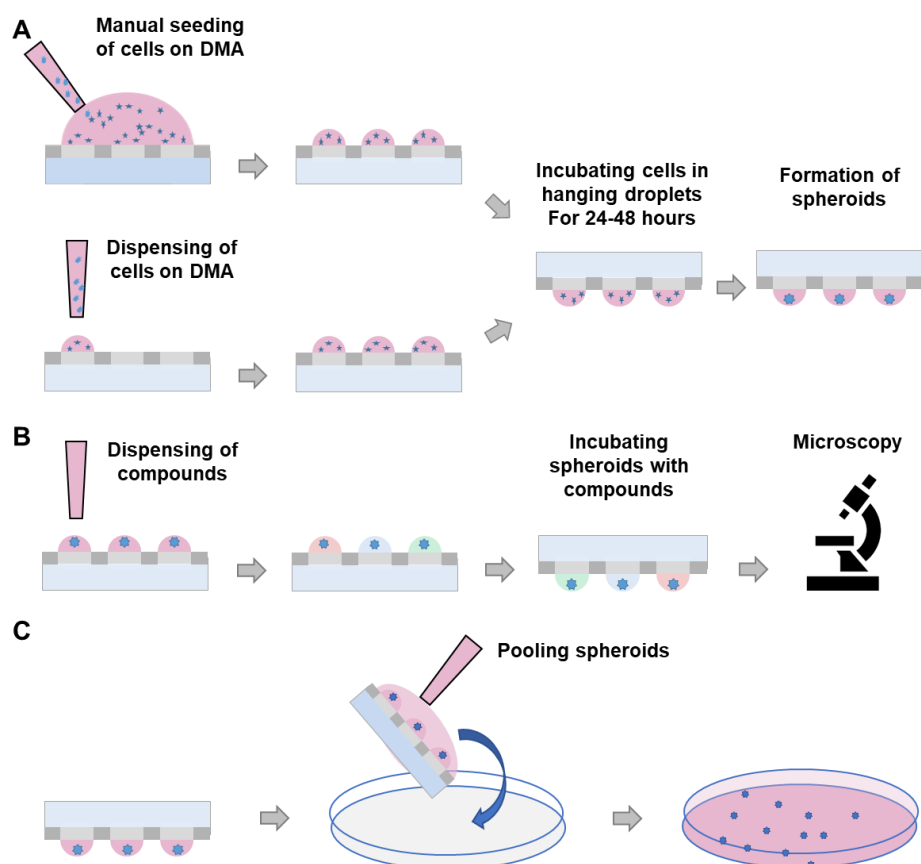 A
Manual seeding
of cells on DMA
Dispensing of
cells on DMA
Incubating cells in
hanging droplets
For 24-48 hours
Formation of
spheroids
B
Dispensing of
compounds
Incubating
spheroids with
compounds
Microscopy
C
Pooling spheroids